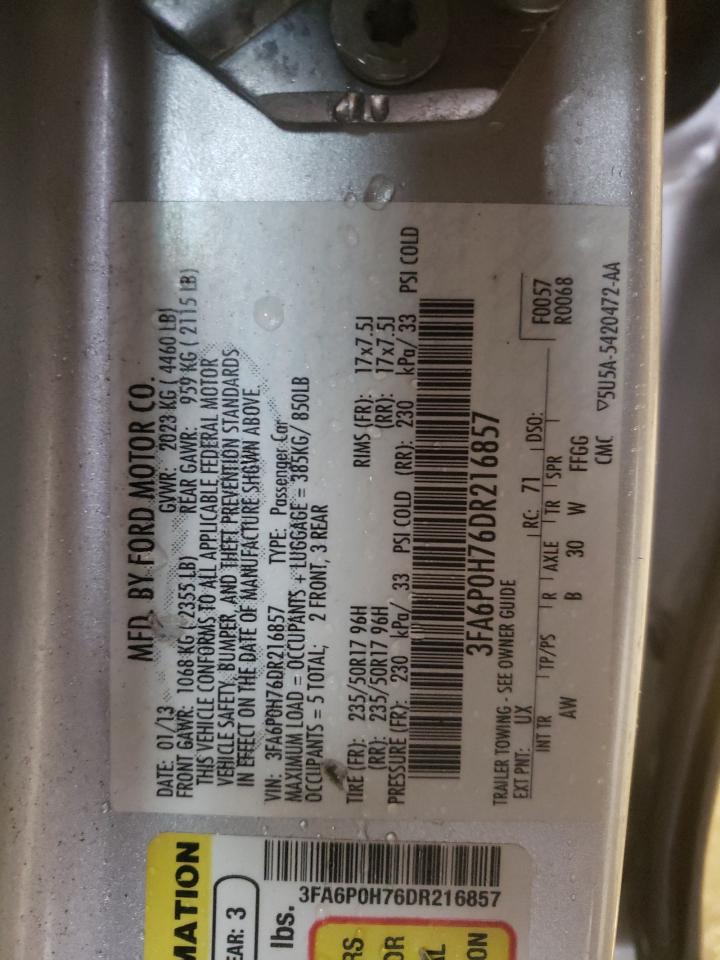 MFD. BY FORD MOTOR CO.
DATE: 01/13 GVWR: 2023 KG ( 4460 LB)
FRONT GAWR: 1068 KG ( 2355 LB) REAR GAWR: 959 KG ( 2115 LB)
THIS VEHICLE CONFORMS TO ALL APPLICABLE FEDERAL MOTOR
VEHICLE SAFETY, BUMPER, AND THEFT PREVENTION STANDARDS
IN EFFECT ON THE DATE OF MANUFACTURE SHOWN ABOVE.
VIN: 3FA6P0H76DR216857 TYPE: Passenger Car
MAXIMUM LOAD = OCCUPANTS + LUGGAGE = 385KG/ 850LB
OCCUPANTS = 5 TOTAL; 2 FRONT, 3 REAR
TIRE (FR): 235/50R17 96H RIMS (FR): 17x7.5J
(RR): 235/50R17 96H (RR): 17x7.5J
PRESSURE (FR): 230 kPa/ 33 PSI COLD (RR): 230 kPa/ 33 PSI COLD
3FA6P0H76DR216857
TRAILER TOWING - SEE OWNER GUIDE
F0057
R0068
EXT PNT: UX RC: 71 DSO:
INT TR TP/PS R AXLE TR SPR
AW B 30 W FFGG
CMC ▽5U5A-5420472-AA
MATION
EAR: 3
lbs.
3FA6P0H76DR216857
RS
OR
AL
ON